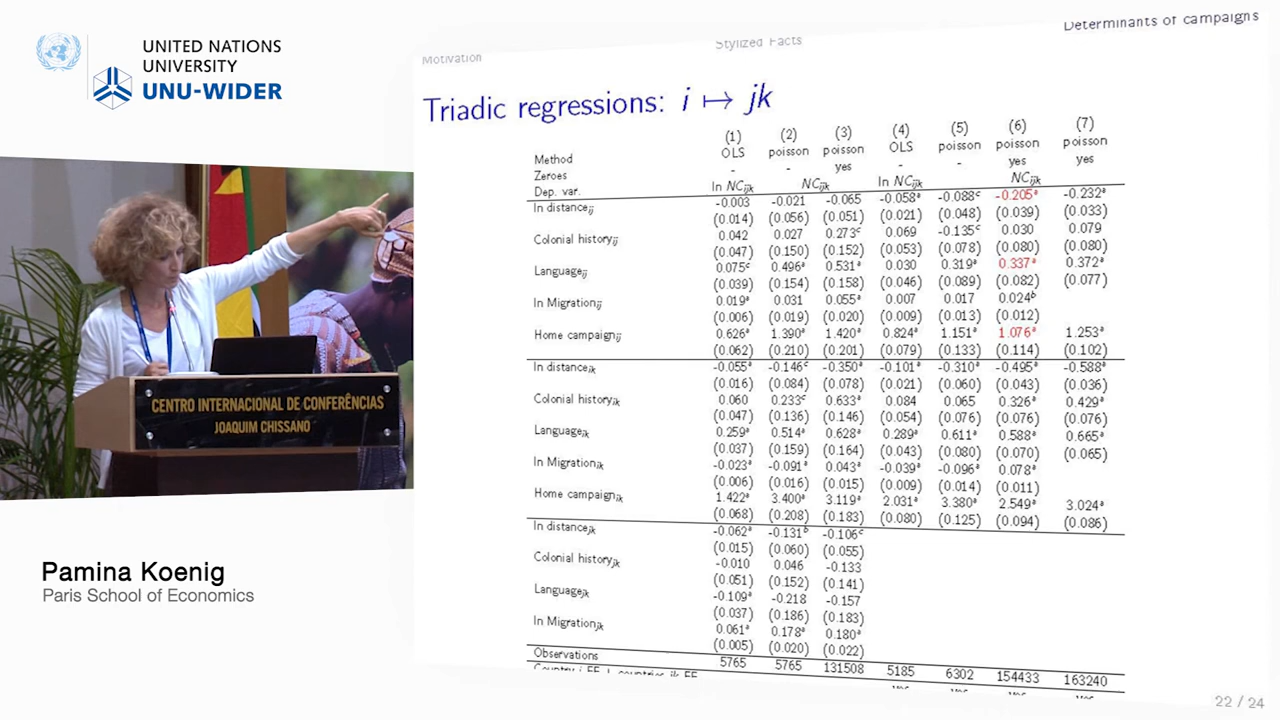 UNITED NATIONS
UNIVERSITY
UNU-WIDER
CENTRO INTERNACIONAL DE CONFERÊNCIAS
JOAQUIM CHISSANO
Pamina Koenig
Paris School of Economics
Motivation Stylized Facts Determinants of campaigns
Triadic regressions: i ↦ jk
(1) (2) (3) (4) (5) (6) (7)
Method OLS poisson poisson OLS poisson poisson poisson
Zeroes - - yes - - yes yes
Dep. var. ln NCijk NCijk ln NCijk NCijk
ln distanceij -0.003 -0.021 -0.065 -0.058ᵃ -0.088ᶜ -0.205ᵃ -0.232ᵃ
(0.014) (0.056) (0.051) (0.021) (0.048) (0.039) (0.033)
Colonial historyij 0.042 0.027 0.273ᶜ 0.069 -0.135ᶜ 0.030 0.079
(0.047) (0.150) (0.152) (0.053) (0.078) (0.080) (0.080)
Languageij 0.075ᶜ 0.496ᵃ 0.531ᵃ 0.030 0.319ᵃ 0.337ᵃ 0.372ᵃ
(0.039) (0.154) (0.158) (0.046) (0.089) (0.082) (0.077)
ln Migrationij 0.019ᵃ 0.031 0.055ᵃ 0.007 0.017 0.024ᵇ
(0.006) (0.019) (0.020) (0.009) (0.013) (0.012)
Home campaignij 0.626ᵃ 1.390ᵃ 1.420ᵃ 0.824ᵃ 1.151ᵃ 1.076ᵃ 1.253ᵃ
(0.062) (0.210) (0.201) (0.079) (0.133) (0.114) (0.102)
ln distanceik -0.055ᵃ -0.146ᶜ -0.350ᵃ -0.101ᵃ -0.310ᵃ -0.495ᵃ -0.588ᵃ
(0.016) (0.084) (0.078) (0.021) (0.060) (0.043) (0.036)
Colonial historyik 0.060 0.233ᶜ 0.633ᵃ 0.084 0.065 0.326ᵃ 0.429ᵃ
(0.047) (0.136) (0.146) (0.054) (0.076) (0.076) (0.076)
Languageik 0.259ᵃ 0.514ᵃ 0.628ᵃ 0.289ᵃ 0.611ᵃ 0.588ᵃ 0.665ᵃ
(0.037) (0.159) (0.164) (0.043) (0.080) (0.070) (0.065)
ln Migrationik -0.023ᵃ -0.091ᵃ 0.043ᵃ -0.039ᵃ -0.096ᵃ 0.078ᵃ
(0.006) (0.016) (0.015) (0.009) (0.014) (0.011)
Home campaignik 1.422ᵃ 3.400ᵃ 3.119ᵃ 2.031ᵃ 3.380ᵃ 2.549ᵃ 3.024ᵃ
(0.068) (0.208) (0.183) (0.080) (0.125) (0.094) (0.086)
ln distancejk -0.062ᵃ -0.131ᵇ -0.106ᶜ
(0.015) (0.060) (0.055)
Colonial historyjk -0.010 0.046 -0.133
(0.051) (0.152) (0.141)
Languagejk -0.109ᵃ -0.218 -0.157
(0.037) (0.186) (0.183)
ln Migrationjk 0.061ᵃ 0.178ᵃ 0.180ᵃ
(0.005) (0.020) (0.022)
Observations 5765 5765 131508 5185 6302 154433 163240
22 / 24